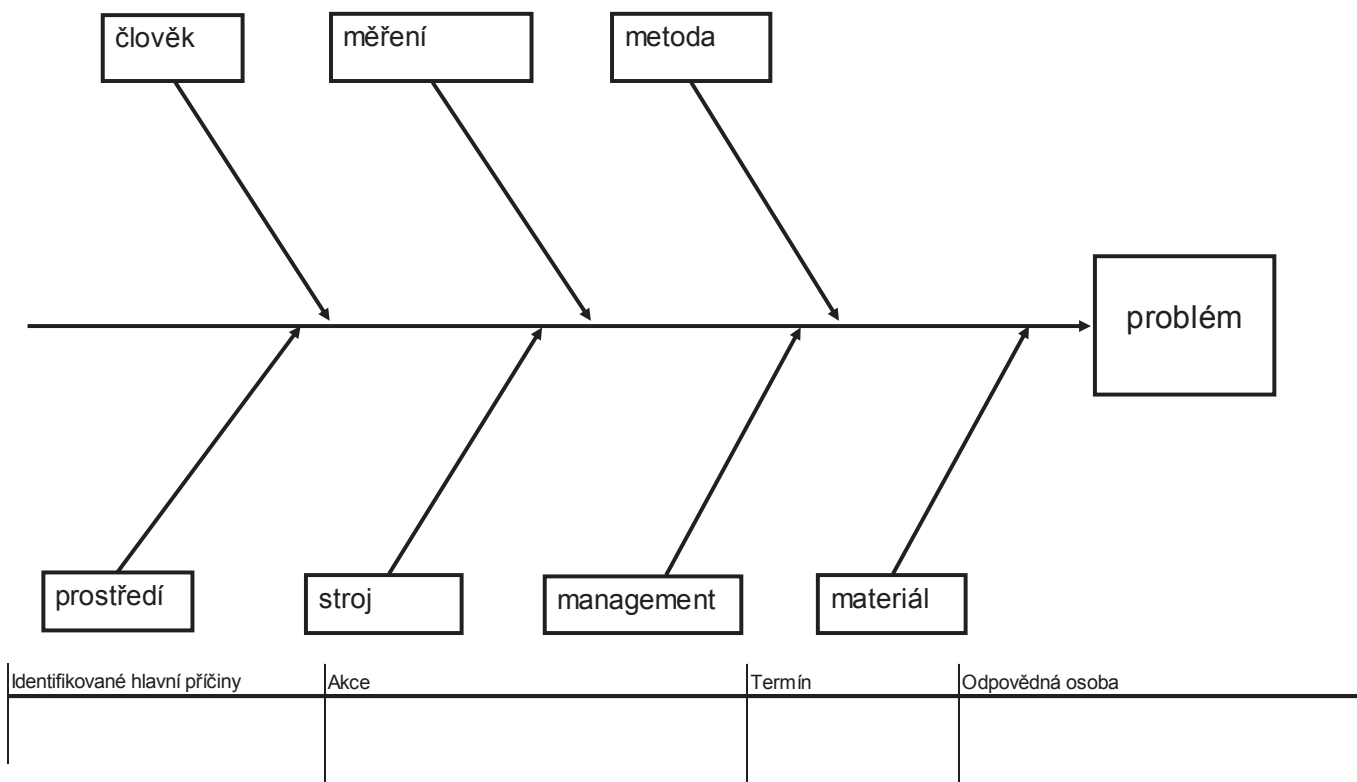 člověk
měření
metoda
problém
prostředí
stroj
management
materiál
Identifikované hlavní příčiny
Akce
Termín
Odpovědná osoba